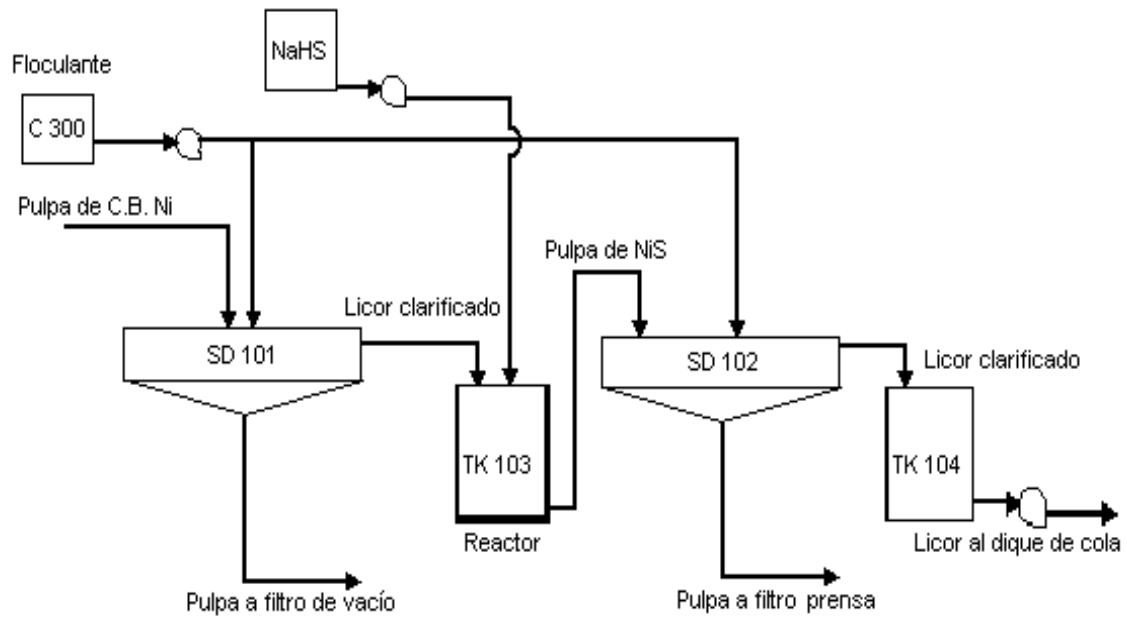 NaHS
Floculante
C 300
Pulpa de C.B. Ni
Pulpa de NiS
Licor clarificado
SD 101
SD 102
Licor clarificado
TK 103
TK 104
Reactor
Licor al dique de cola
Pulpa a filtro de vacío
Pulpa a filtro prensa